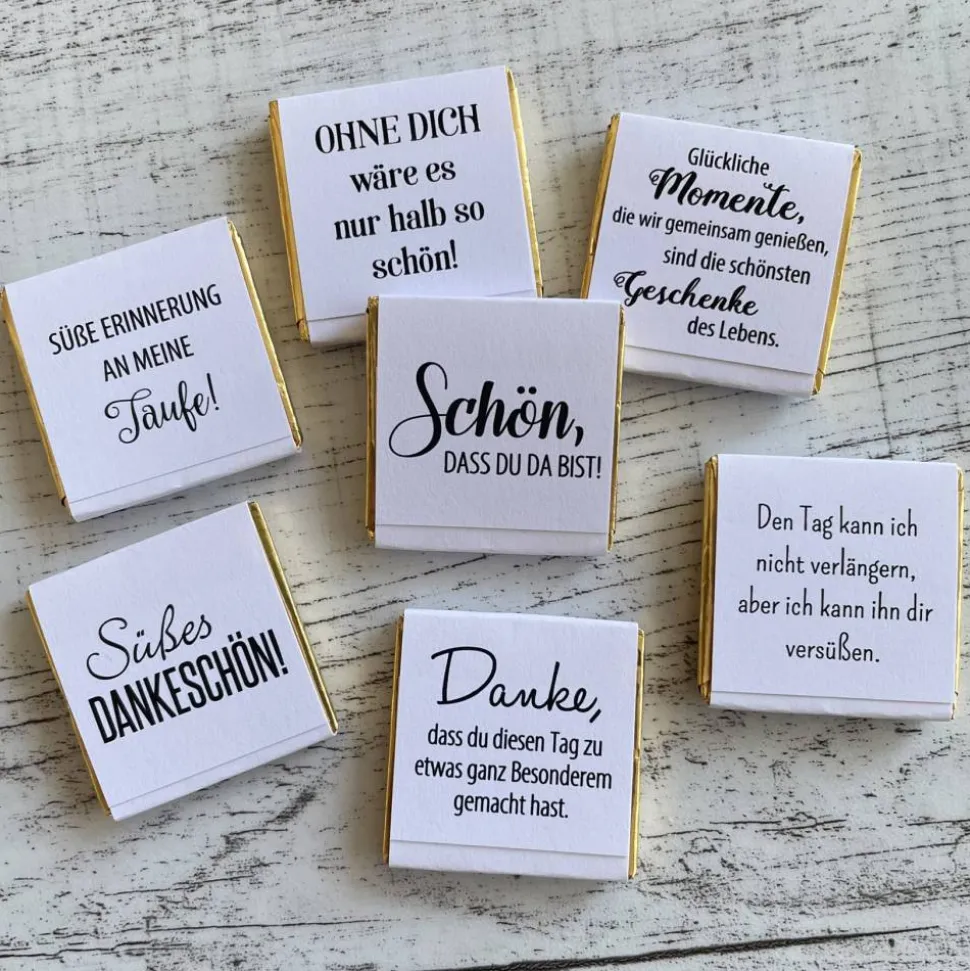 OHNE DICH
wäre es
nur halb so
schön!
Glückliche
Momente,
die wir gemeinsam genießen,
sind die schönsten
Geschenke
des Lebens.
SÜẞE ERINNERUNG
AN MEINE
Taufe!
Schön,
DASS DU DA BIST!
Den Tag kann ich
nicht verlängern,
aber ich kann ihn dir
versüßen.
Süßes
DANKESCHÖN!
Danke,
dass du diesen Tag zu
etwas ganz Besonderem
gemacht hast.